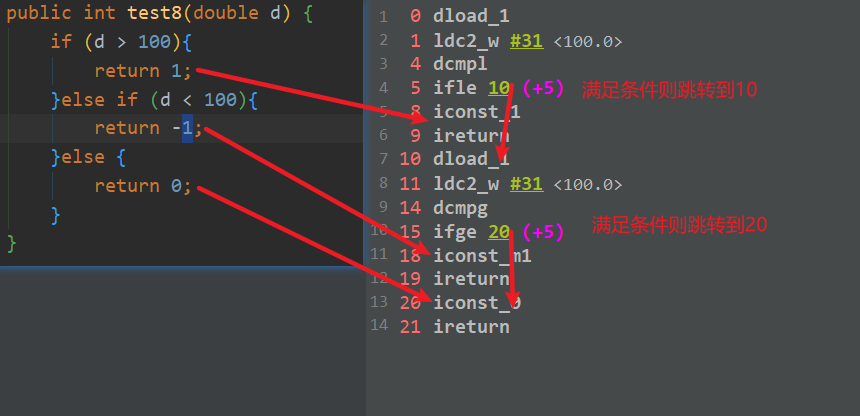 public int test8(double d) {
if (d > 100){
return 1;
}else if (d < 100){
return -1;
}else {
return 0;
}
}
1 0 dload_1
2 1 ldc2_w #31 <100.0>
3 4 dcmpl
4 5 ifle 10 (+5) 满足条件则跳转到10
5 8 iconst_1
6 9 ireturn
7 10 dload_1
8 11 ldc2_w #31 <100.0>
9 14 dcmpg
10 15 ifge 20 (+5) 满足条件则跳转到20
11 18 iconst_m1
12 19 ireturn
13 20 iconst_0
14 21 ireturn